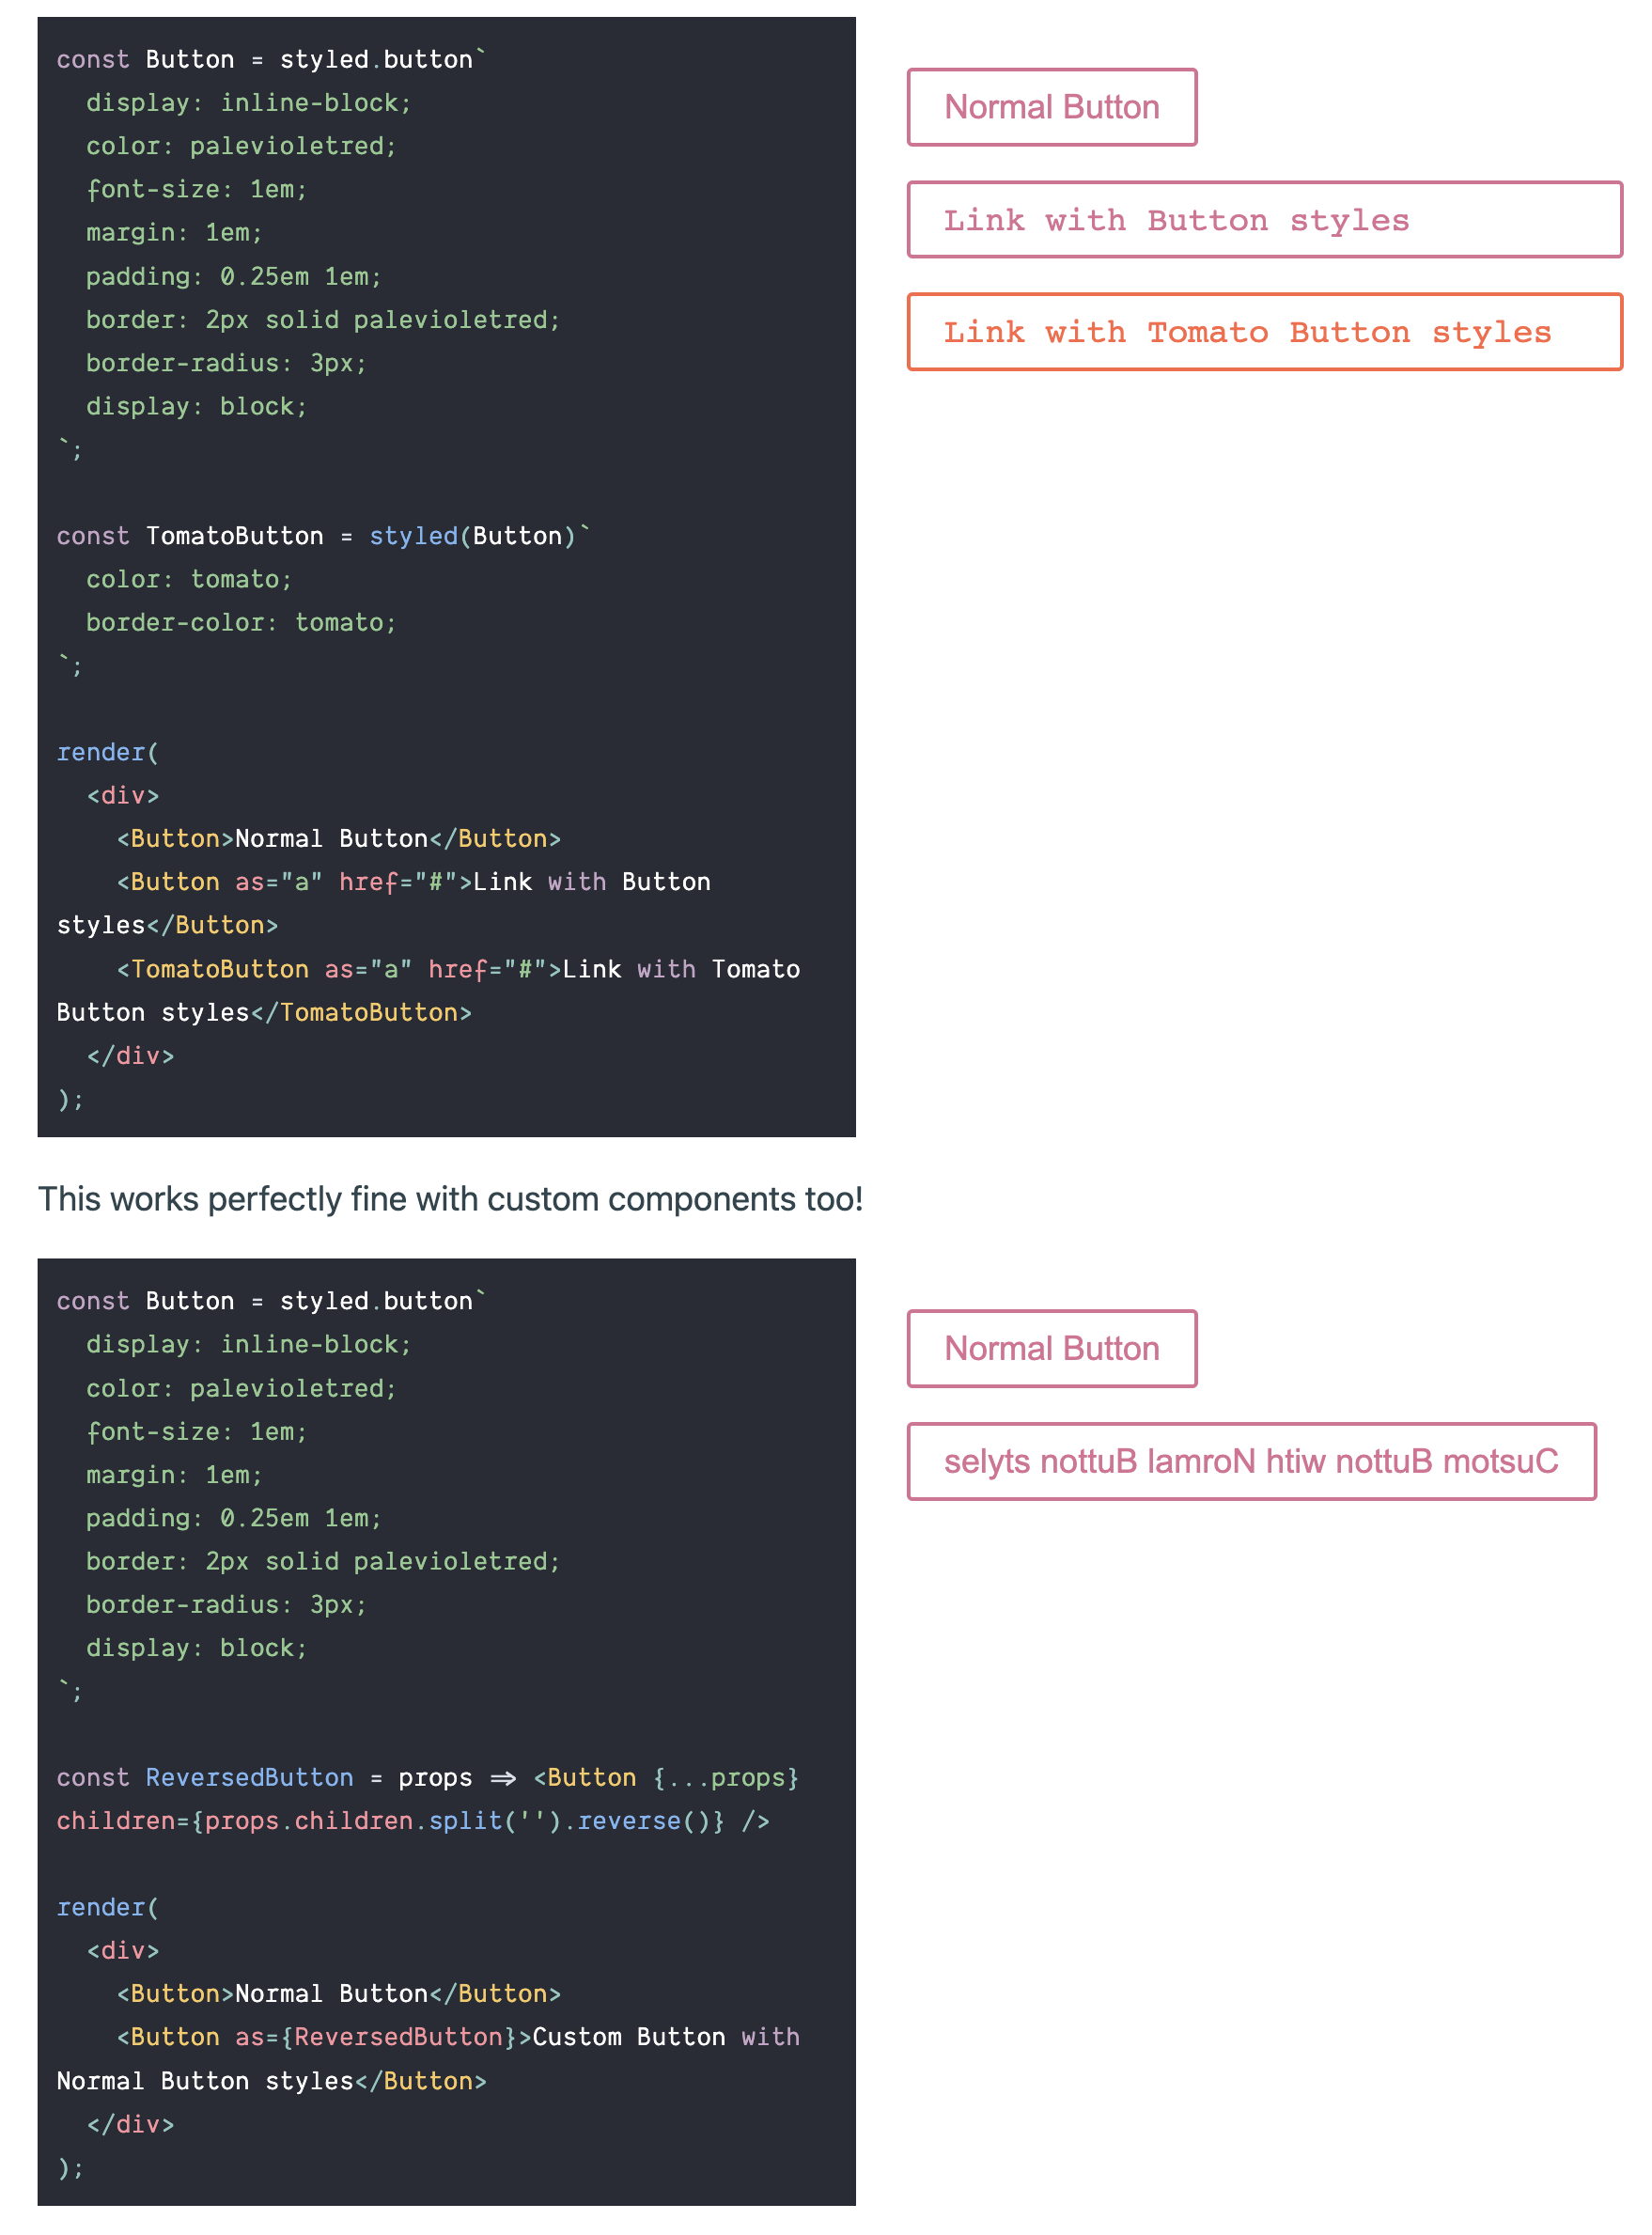 const Button = styled.button`
  display: inline-block;
  color: palevioletred;
  font-size: 1em;
  margin: 1em;
  padding: 0.25em 1em;
  border: 2px solid palevioletred;
  border-radius: 3px;
  display: block;
`;
const TomatoButton = styled(Button)`
  color: tomato;
  border-color: tomato;
`;
render(
  <div>
    <Button>Normal Button</Button>
    <Button as="a" href="#">Link with Button
styles</Button>
    <TomatoButton as="a" href="#">Link with Tomato
Button styles</TomatoButton>
  </div>
);
Normal Button
Link with Button styles
Link with Tomato Button styles
This works perfectly fine with custom components too!
const Button = styled.button`
  display: inline-block;
  color: palevioletred;
  font-size: 1em;
  margin: 1em;
  padding: 0.25em 1em;
  border: 2px solid palevioletred;
  border-radius: 3px;
  display: block;
`;
const ReversedButton = props => <Button {...props}
children={props.children.split('').reverse()} />
render(
  <div>
    <Button>Normal Button</Button>
    <Button as={ReversedButton}>Custom Button with
Normal Button styles</Button>
  </div>
);
Normal Button
selyts nottuB lamroN htiw nottuB motsuC